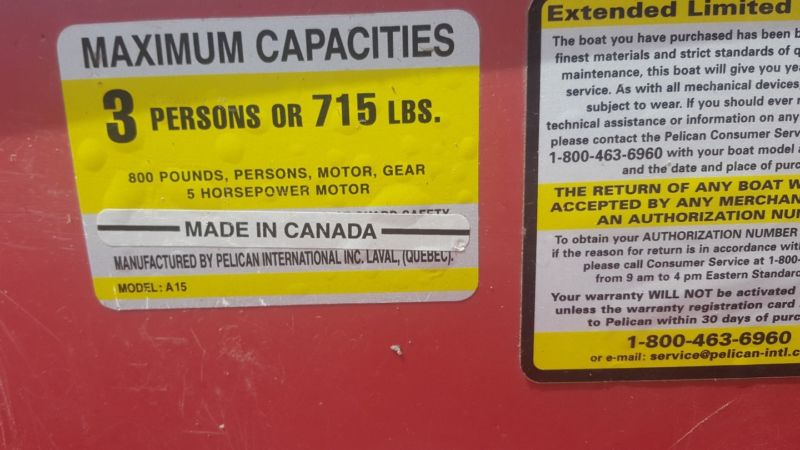 MAXIMUM CAPACITIES
3 PERSONS OR 715 LBS.
800 POUNDS, PERSONS, MOTOR, GEAR
5 HORSEPOWER MOTOR
MADE IN CANADA
MANUFACTURED BY PELICAN INTERNATIONAL INC. LAVAL, (QUEBEC).
MODEL: A15
Extended Limited
The boat you have purchased has been
finest materials and strict standards of
maintenance, this boat will give you
service. As with all mechanical devices,
subject to wear. If you should ever
technical assistance or information on any
please contact the Pelican Consumer
1-800-463-6960 with your boat model
and the date and place of
THE RETURN OF ANY BOAT
ACCEPTED BY ANY
AN AUTHORIZATION
To obtain your AUTHORIZATION NUMBER
if the reason for return is in accordance
please call Consumer Service at 1-800-
from 9 am to 4 pm Eastern
Your warranty WILL NOT be activated
unless the warranty registration card
to Pelican within 30 days of
1-800-463-6960
or e-mail: service@pelican-intl.c